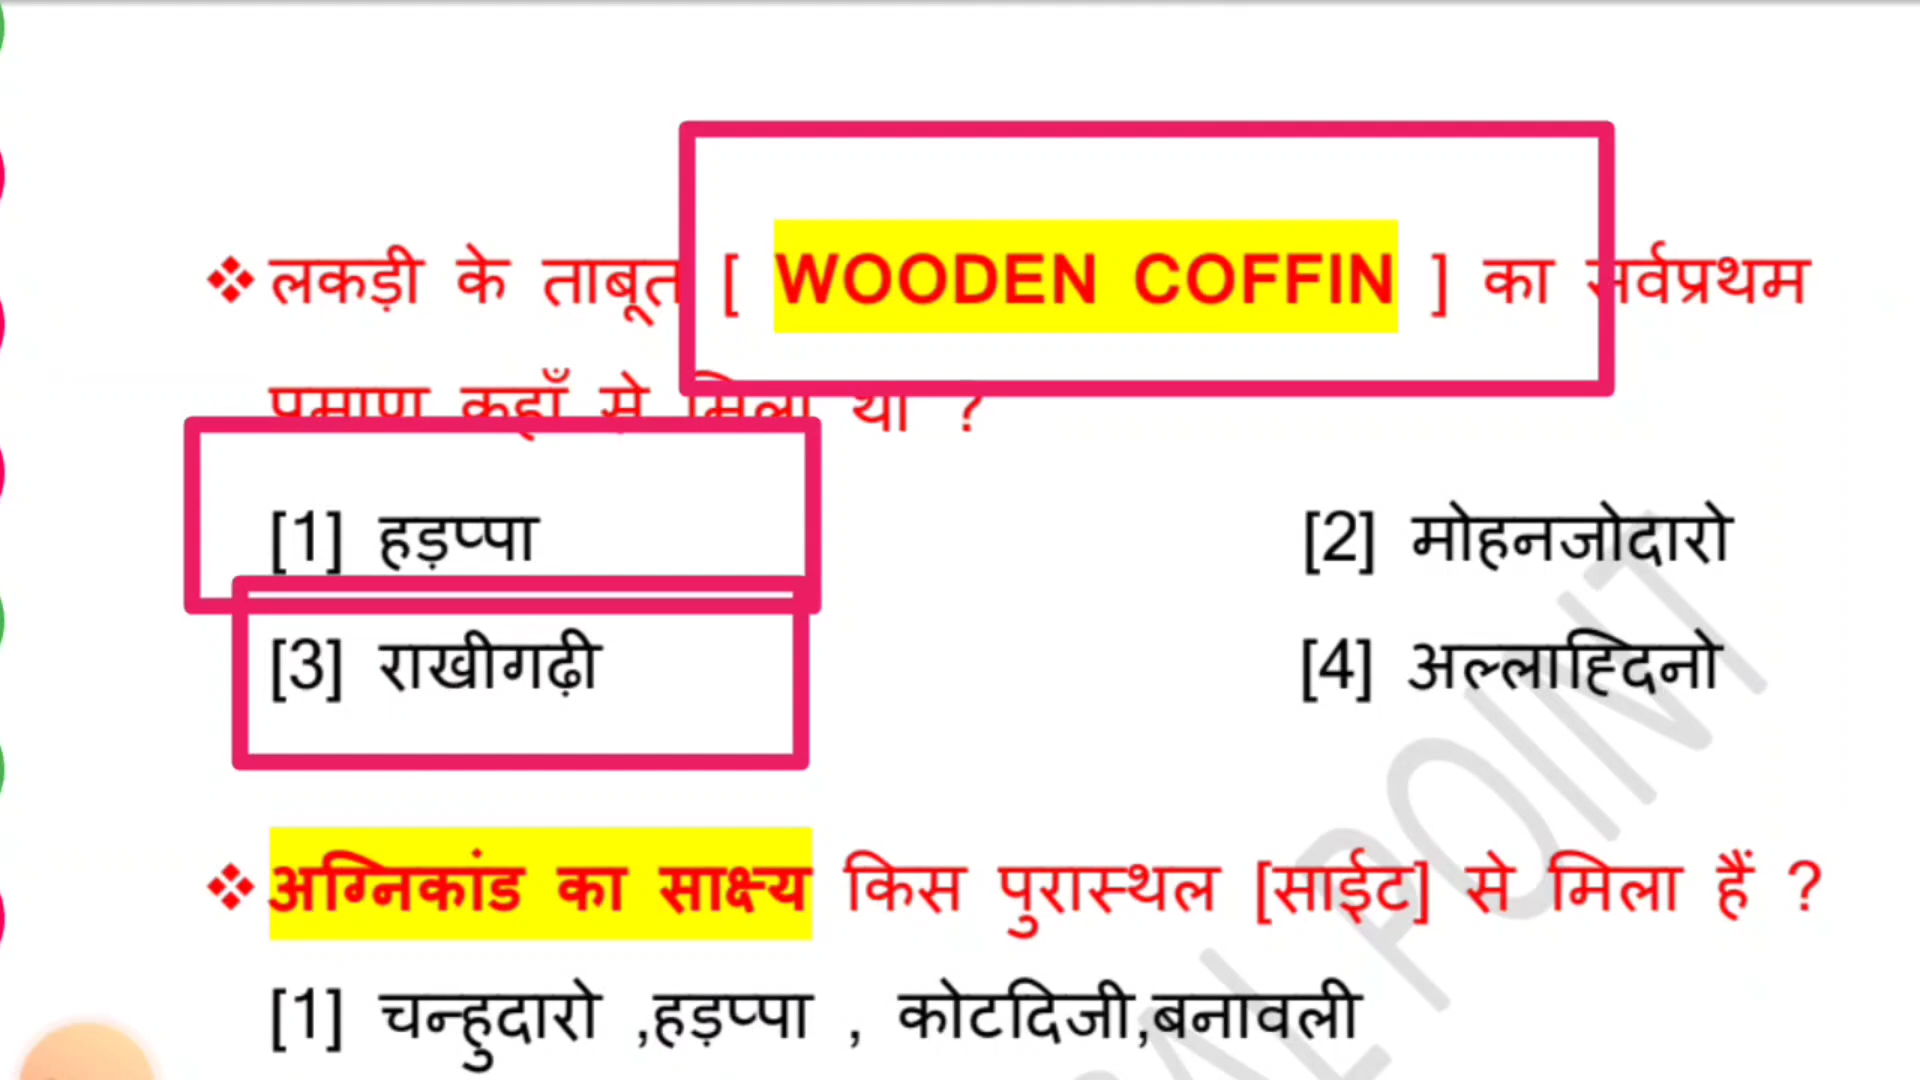 ❖ लकड़ी के ताबूत [ WOODEN COFFIN ] का सर्वप्रथम
प्रमाण कहाँ से मिला था ?
[1] हड़प्पा [2] मोहनजोदारो
[3] राखीगढ़ी [4] अल्लाह्दिनो
❖ अग्निकांड का साक्ष्य किस पुरास्थल [साईट] से मिला हैं ?
[1] चन्हुदारो ,हड़प्पा , कोटदिजी,बनावली
POINT